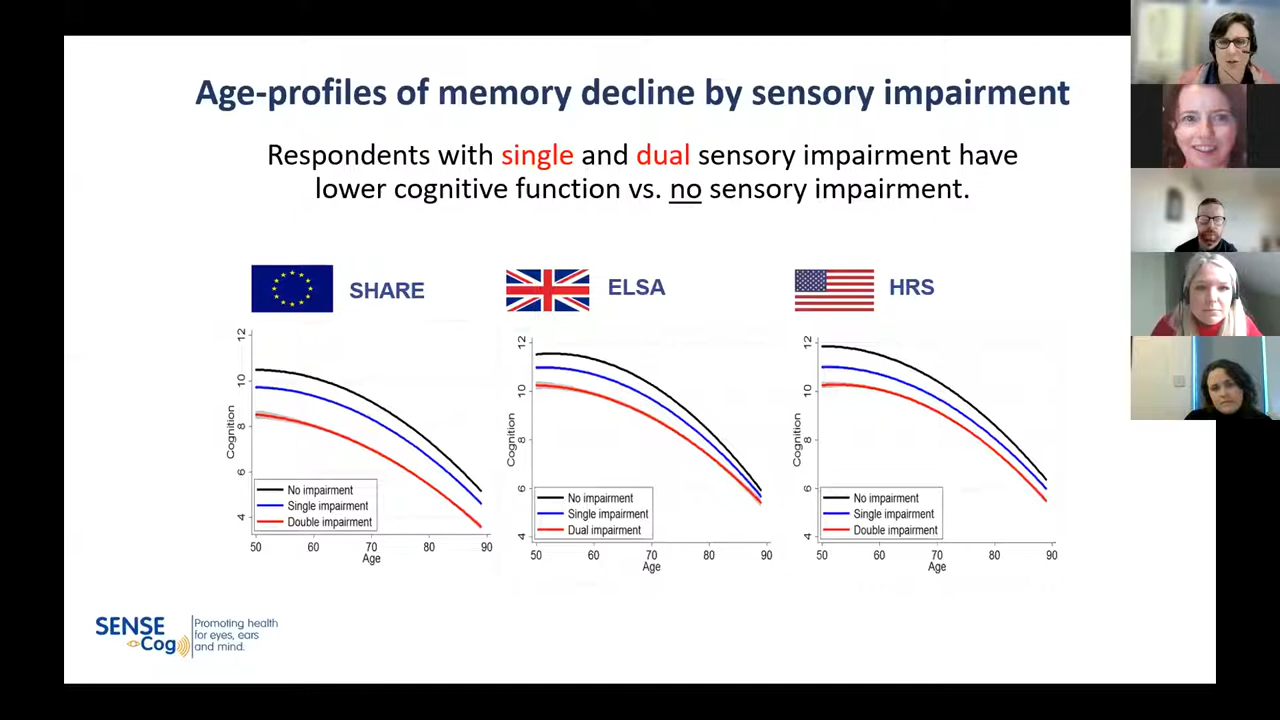 Age-profiles of memory decline by sensory impairment
Respondents with single and dual sensory impairment have
lower cognitive function vs. no sensory impairment.
SHARE
12
10
8
6
4
Cognition
No impairment
Single impairment
Double impairment
50 60 70 80 90
Age
ELSA
12
10
8
6
4
Cognition
No impairment
Single impairment
Dual impairment
50 60 70 80 90
Age
HRS
12
10
8
6
4
Cognition
No impairment
Single impairment
Double impairment
50 60 70 80 90
Age
SENSE
Cog
Promoting health
for eyes, ears
and mind.